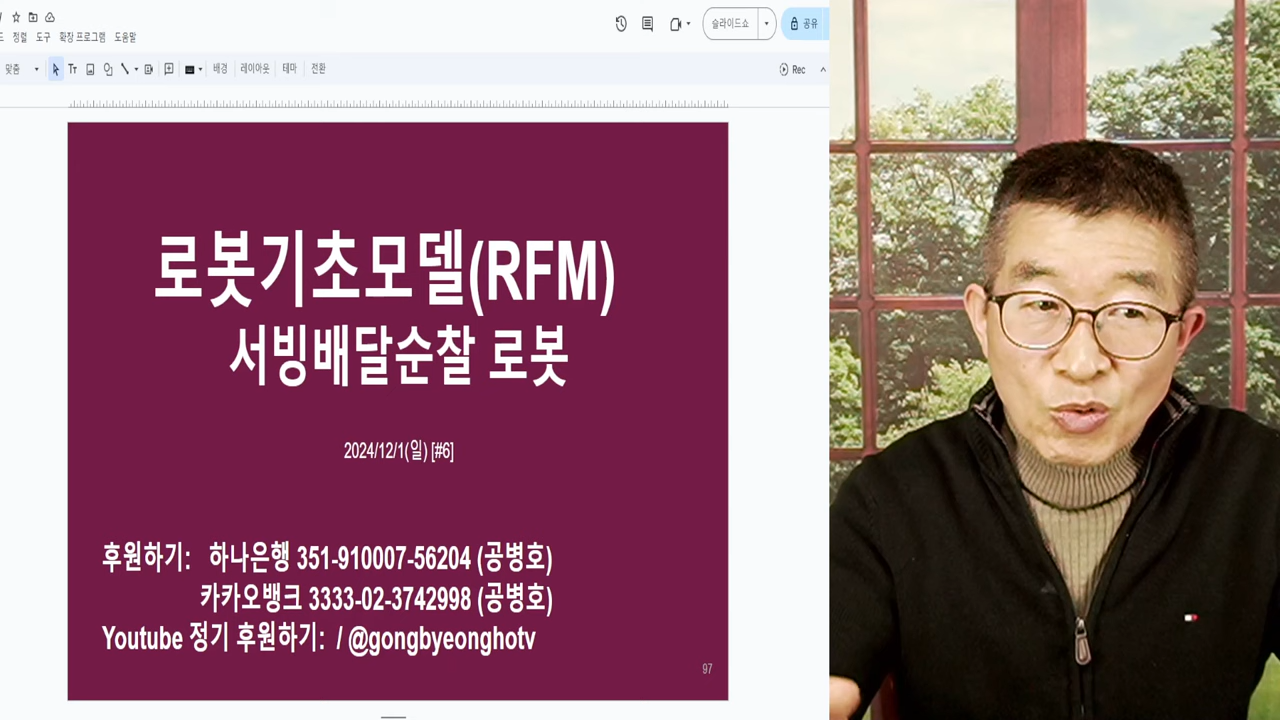 정렬 도구 확장 프로그램 도움말
슬라이드쇼
공유
맞춤
Tт
배경 레이아웃 테마 전환
Rec
로봇기초모델(RFM)
서빙배달순찰 로봇
2024/12/1(일) [#6]
후원하기: 하나은행 351-910007-56204 (공병호)
카카오뱅크 3333-02-3742998 (공병호)
Youtube 정기 후원하기: / @gongbyeonghotv
97